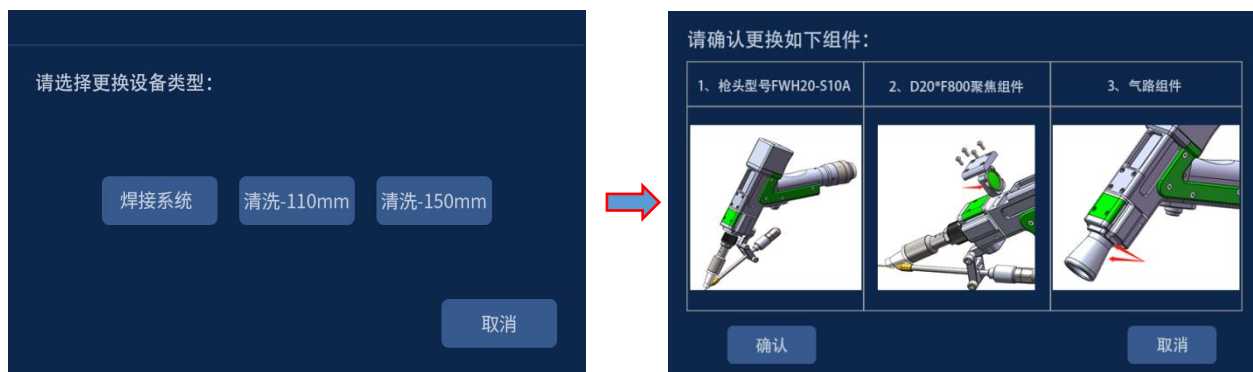 请选择更换设备类型：
焊接系统
清洗-110mm
清洗-150mm
取消
请确认更换如下组件：
1、枪头型号FWH20-S10A
2、D20*F800聚焦组件
3、气路组件
确认
取消